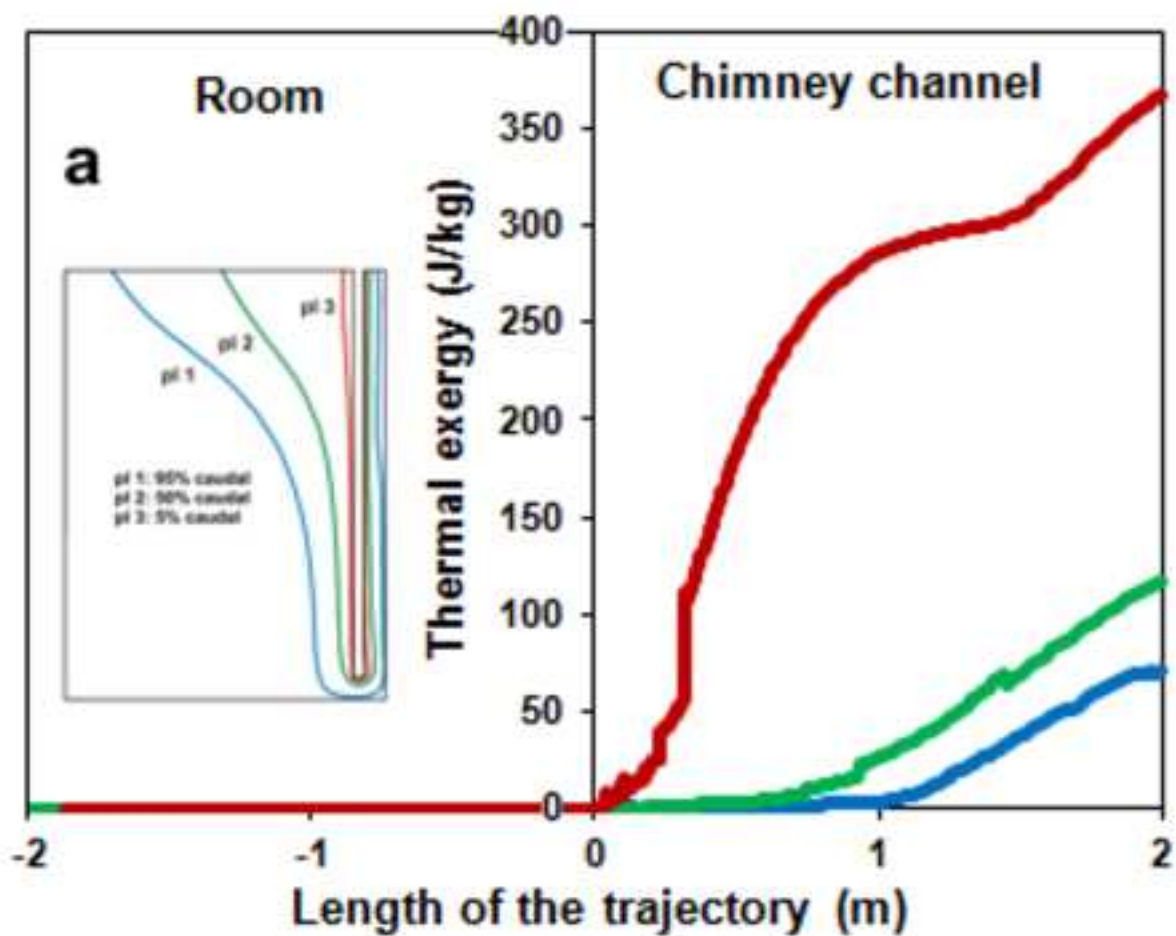 Room
Chimney channel
a
400
350
300
250
200
150
100
50
0
Thermal exergy (J/kg)
pl 1
pl 2
pl 3
pl 1: 95% caudal
pl 2: 50% caudal
pl 3: 5% caudal
-2
-1
0
1
2
Length of the trajectory (m)